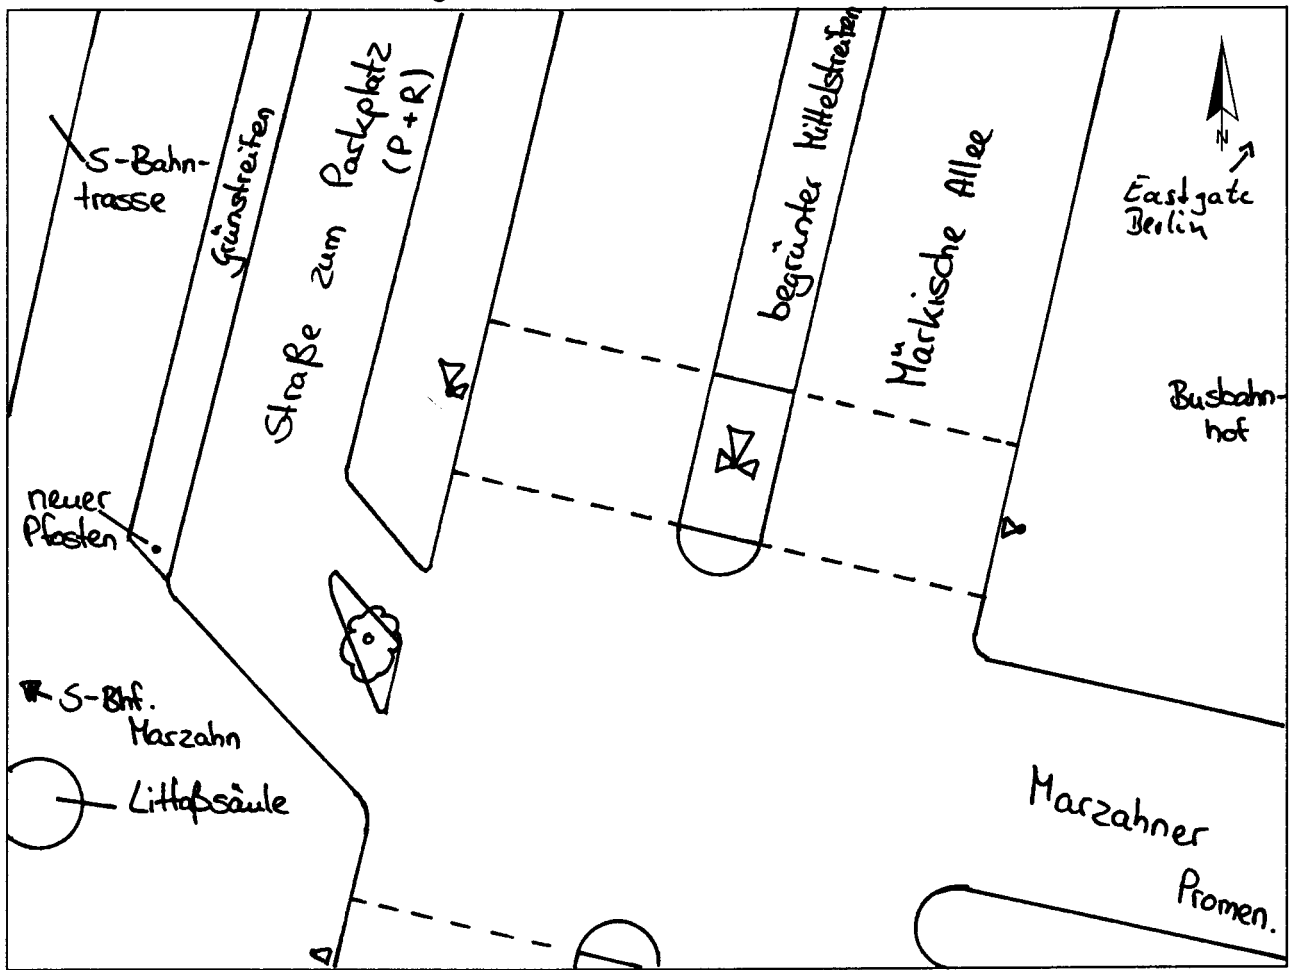 S-Bahn-
trasse
Grünstreifen
Straße zum Parkplatz
(P+R)
begrünter Mittelstreifen
Märkische Allee
N
Eastgate
Berlin
Busbahn-
hof
neuer
Pfosten
S-Bhf.
Marzahn
Litfaßsäule
Marzahner
Promen.